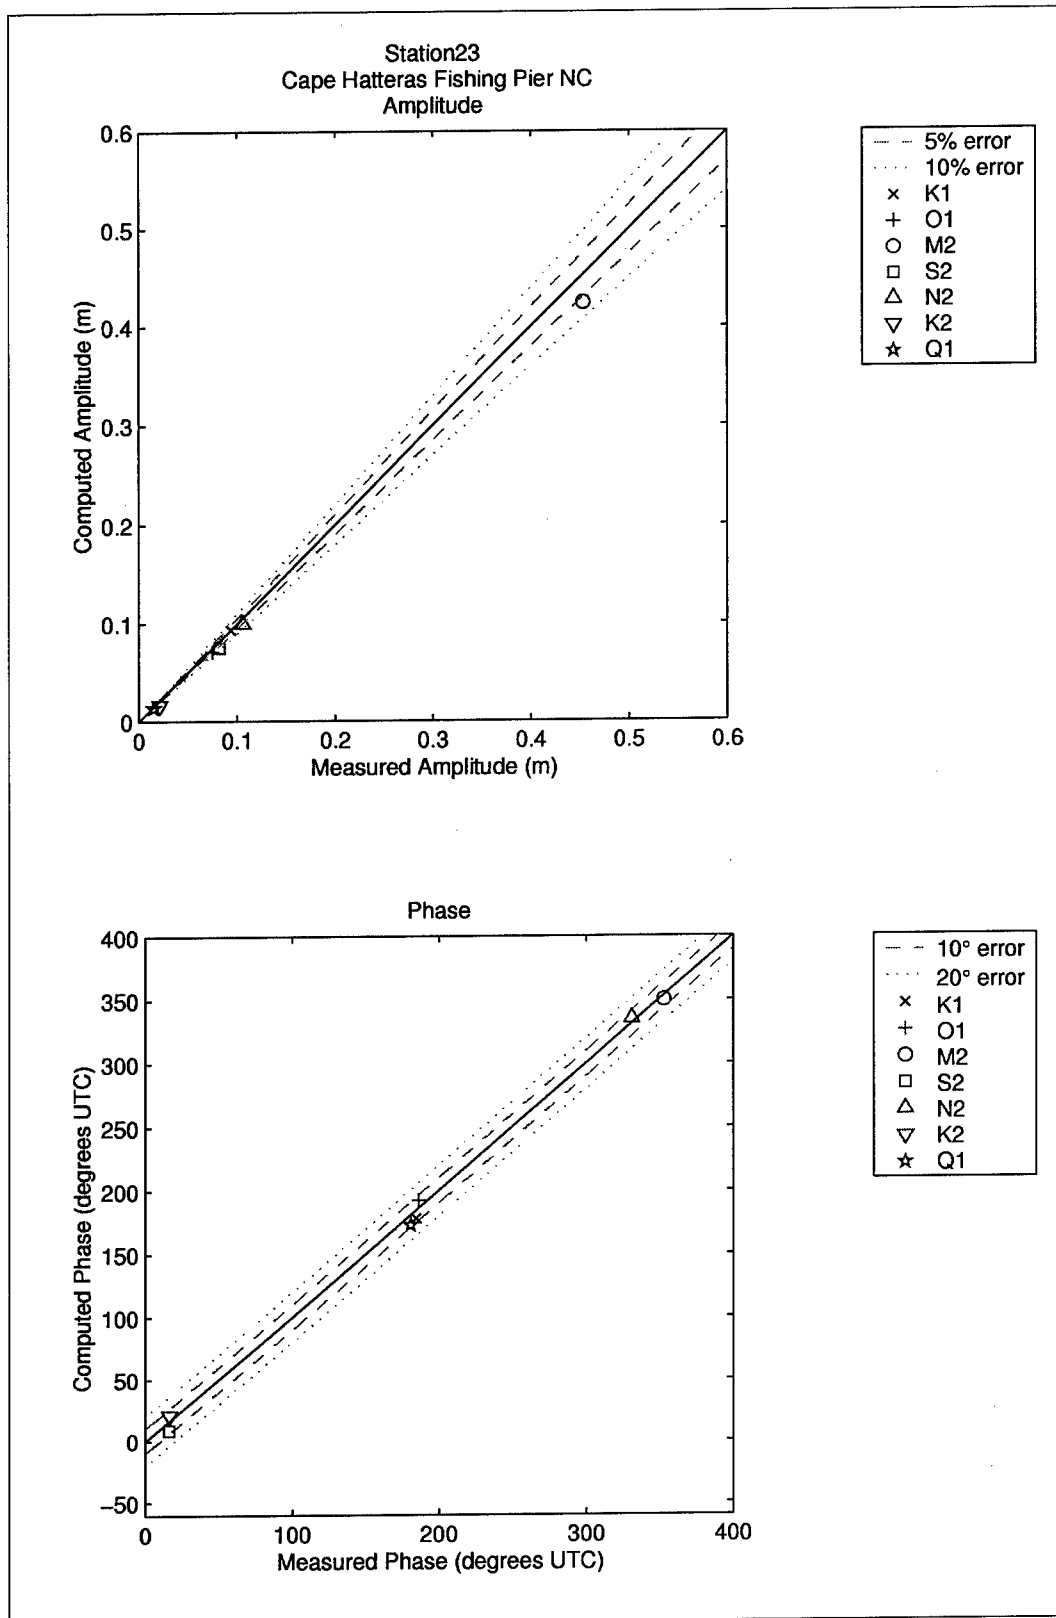 Station23
Cape Hatteras Fishing Pier NC
Amplitude
0.6
0.5
0.4
0.3
0.2
0.1
0
Computed Amplitude (m)
0 0.1 0.2 0.3 0.4 0.5 0.6
Measured Amplitude (m)
5% error
10% error
K1
O1
M2
S2
N2
K2
Q1
Phase
400
350
300
250
200
150
100
50
0
−50
Computed Phase (degrees UTC)
0 100 200 300 400
Measured Phase (degrees UTC)
10° error
20° error
K1
O1
M2
S2
N2
K2
Q1